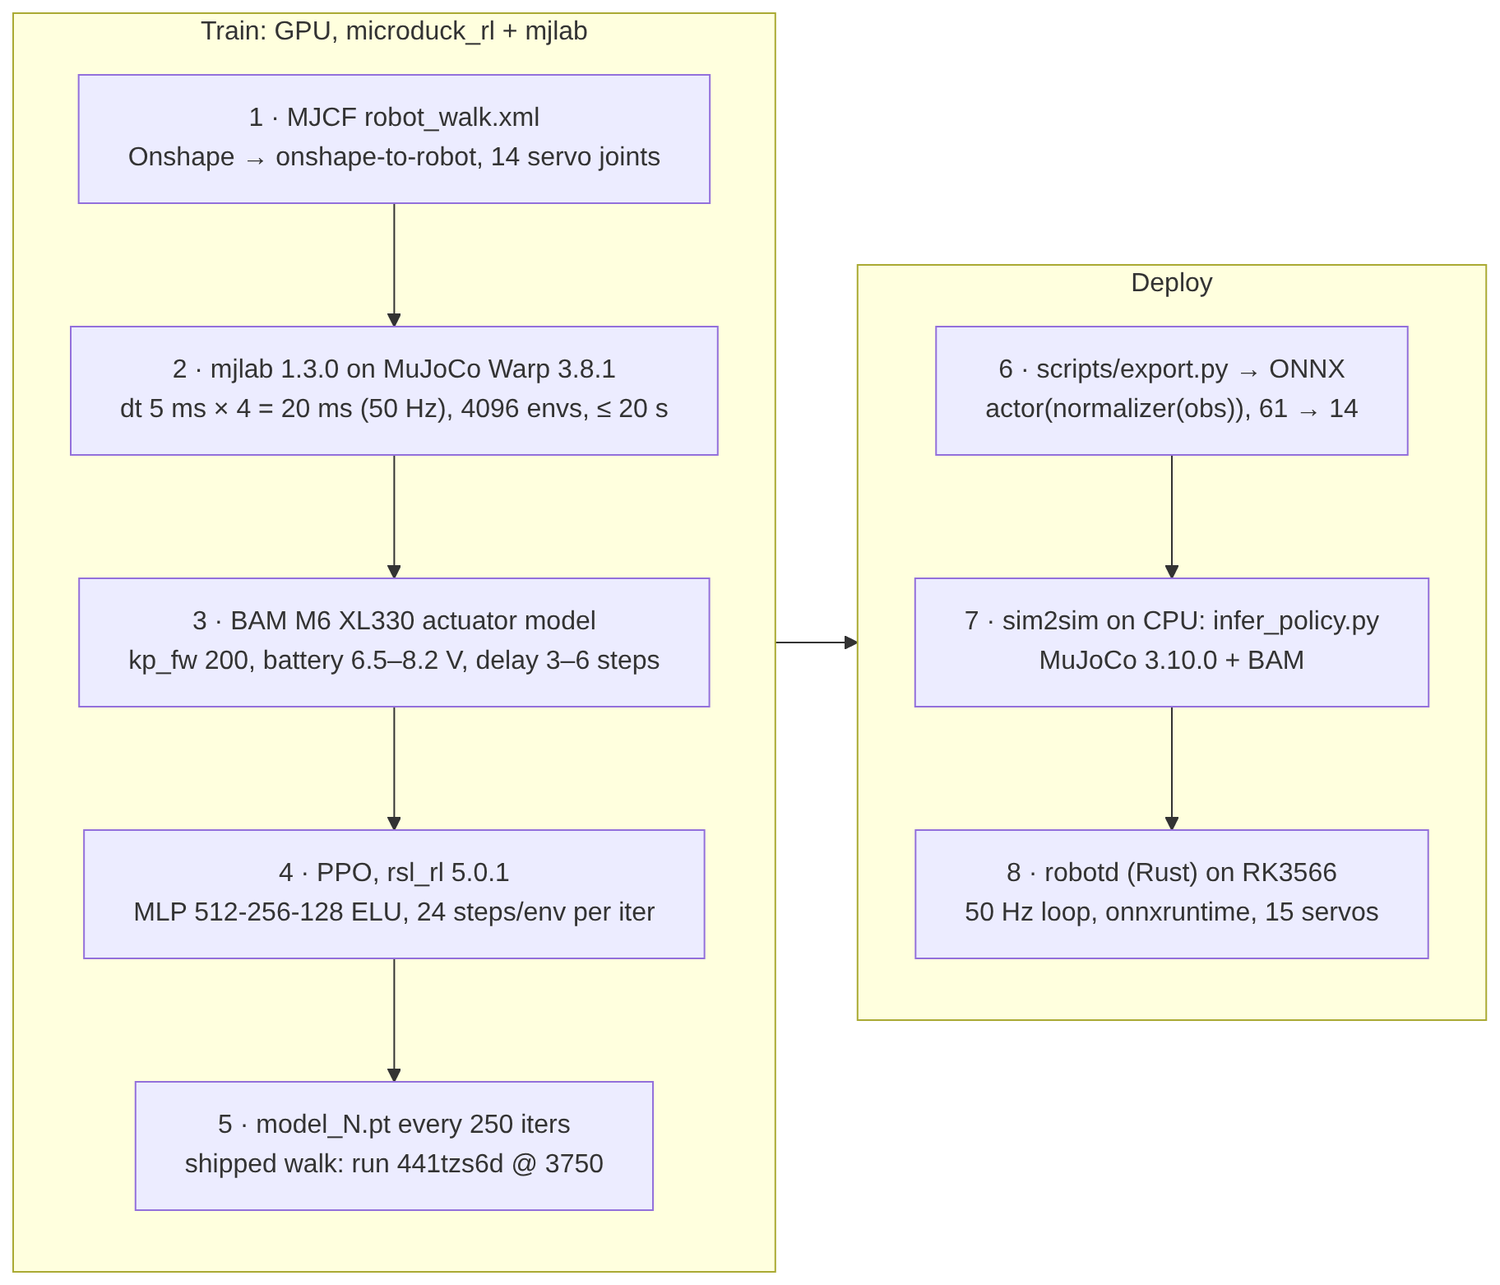 Train: GPU, microduck_rl + mjlab
1 · MJCF robot_walk.xml
Onshape → onshape-to-robot, 14 servo joints
2 · mjlab 1.3.0 on MuJoCo Warp 3.8.1
dt 5 ms × 4 = 20 ms (50 Hz), 4096 envs, ≤ 20 s
3 · BAM M6 XL330 actuator model
kp_fw 200, battery 6.5–8.2 V, delay 3–6 steps
4 · PPO, rsl_rl 5.0.1
MLP 512-256-128 ELU, 24 steps/env per iter
5 · model_N.pt every 250 iters
shipped walk: run 441tzs6d @ 3750
Deploy
6 · scripts/export.py → ONNX
actor(normalizer(obs)), 61 → 14
7 · sim2sim on CPU: infer_policy.py
MuJoCo 3.10.0 + BAM
8 · robotd (Rust) on RK3566
50 Hz loop, onnxruntime, 15 servos